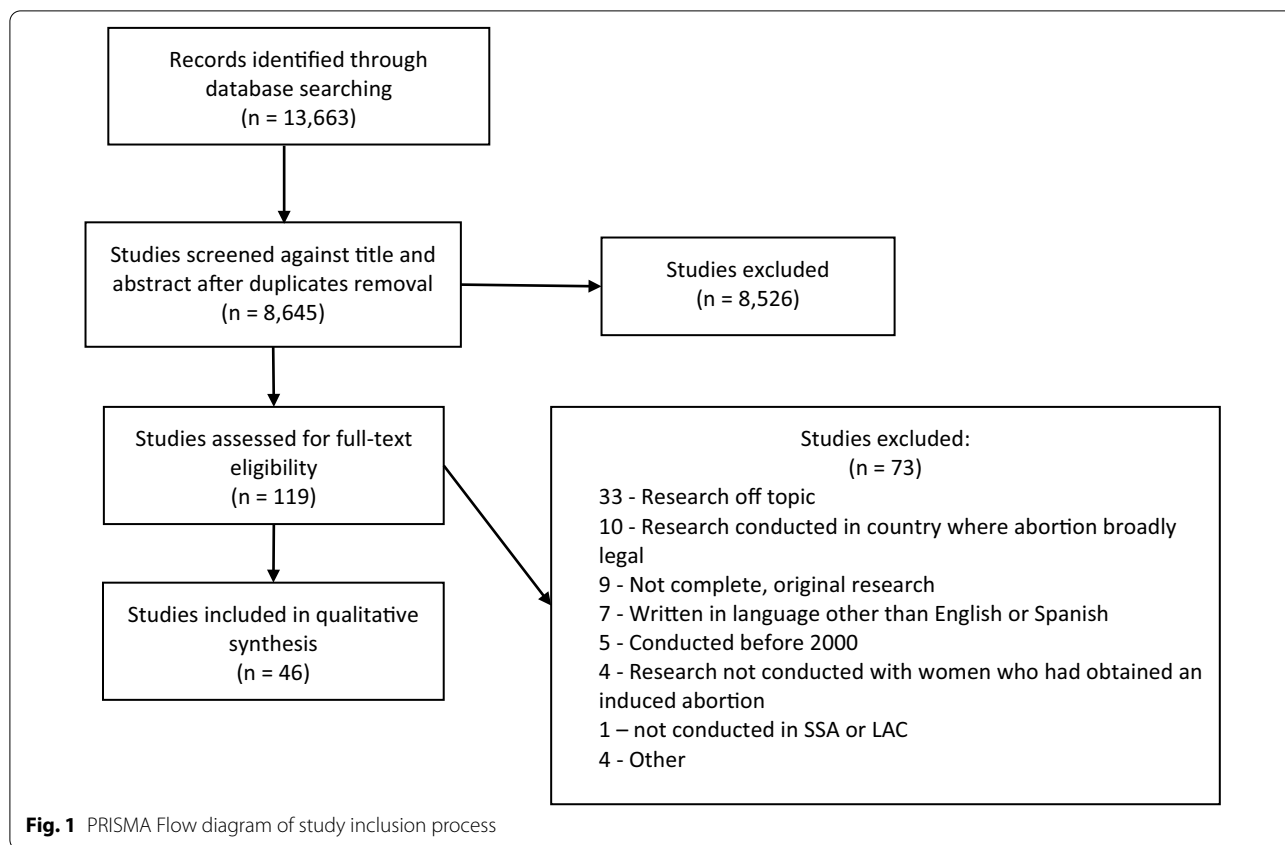 Records identified through
database searching
(n = 13,663)
Studies screened against title and
abstract after duplicates removal
(n = 8,645)
Studies excluded
(n = 8,526)
Studies assessed for full-text
eligibility
(n = 119)
Studies excluded:
(n = 73)
33 - Research off topic
10 - Research conducted in country where abortion broadly
legal
9 - Not complete, original research
7 - Written in language other than English or Spanish
5 - Conducted before 2000
4 - Research not conducted with women who had obtained an
induced abortion
1 – not conducted in SSA or LAC
4 - Other
Studies included in qualitative
synthesis
(n = 46)
Fig. 1 PRISMA Flow diagram of study inclusion process